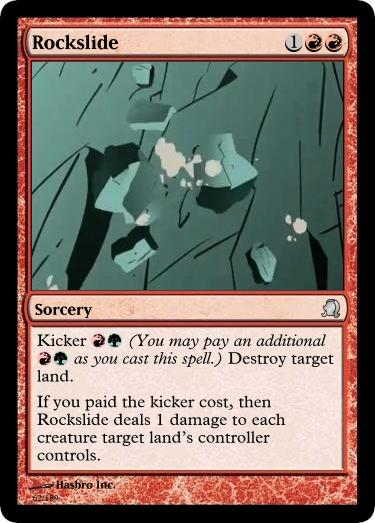 Rockslide 1
Sorcery
Kicker (You may pay an additional
as you cast this spell.) Destroy target
land.
If you paid the kicker cost, then
Rockslide deals 1 damage to each
creature target land's controller
controls.
Hasbro Inc.